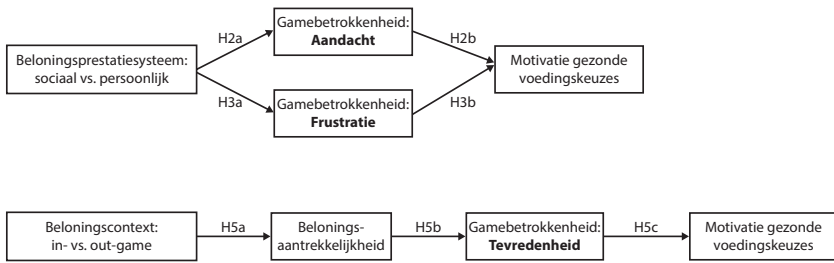 Gamebetrokkenheid:
Aandacht
H2a
H2b
Beloningsprestatiesysteem:
sociaal vs. persoonlijk
Motivatie gezonde
voedingskeuzes
H3a
Gamebetrokkenheid:
Frustratie
H3b
Beloningscontext:
in- vs. out-game
H5a
Belonings-
aantrekkelijkheid
H5b
Gamebetrokkenheid:
Tevredenheid
H5c
Motivatie gezonde
voedingskeuzes